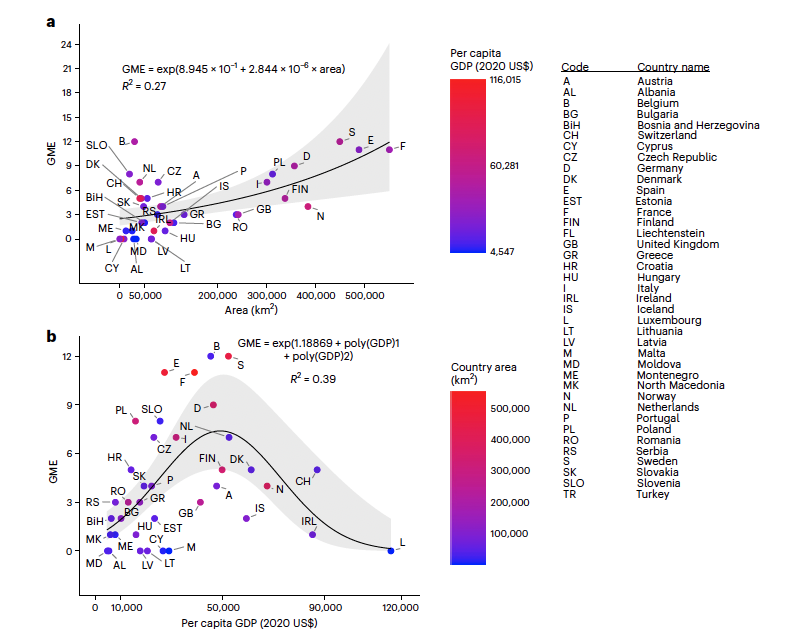 a
GME = exp(8.945 × 10⁻¹ + 2.844 × 10⁻⁶ × area)
R² = 0.27
GME
24
21
18
15
12
9
6
3
0
SLO
B
DK
NL
CZ
A
P
CH
HR
IS
PL
D
S
E
F
BiH
SK
I
FIN
N
EST
RS
IRL
GR
BG
GB
RO
ME
MK
HU
M
L
MD
LV
CY
AL
LT
0
50,000
200,000
300,000
400,000
500,000
Area (km²)
Per capita
GDP (2020 US$)
116,015
60,281
4,547
b
GME = exp(1.18869 + poly(GDP)1
+ poly(GDP)2)
R² = 0.39
GME
12
9
6
3
0
B
E
S
F
PL
SLO
D
NL
CZ
I
HR
FIN
DK
CH
SK
P
RO
GR
A
N
RS
BG
GB
IS
BiH
HU
EST
IRL
MK
ME
CY
M
L
MD
AL
LV
LT
0
10,000
50,000
90,000
120,000
Per capita GDP (2020 US$)
Country area
(km²)
500,000
400,000
300,000
200,000
100,000
Code Country name
A Austria
AL Albania
B Belgium
BG Bulgaria
BiH Bosnia and Herzegovina
CH Switzerland
CY Cyprus
CZ Czech Republic
D Germany
DK Denmark
E Spain
EST Estonia
F France
FIN Finland
FL Liechtenstein
GB United Kingdom
GR Greece
HR Croatia
HU Hungary
I Italy
IRL Ireland
IS Iceland
L Luxembourg
LT Lithuania
LV Latvia
M Malta
MD Moldova
ME Montenegro
MK North Macedonia
N Norway
NL Netherlands
P Portugal
PL Poland
RO Romania
RS Serbia
S Sweden
SK Slovakia
SLO Slovenia
TR Turkey